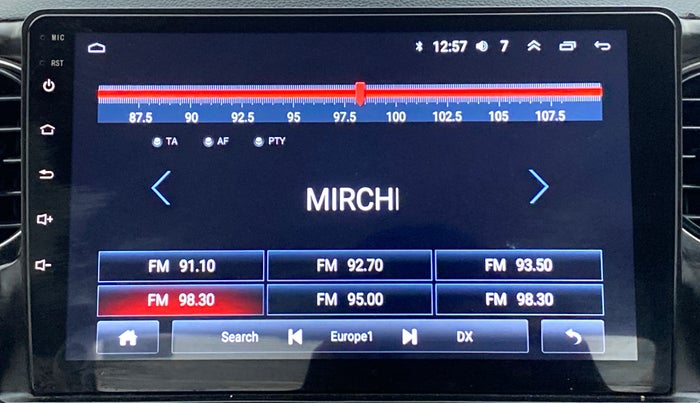 MIC
12:57 7
RST
87.5 90 92.5 95 97.5 100 102.5 105 107.5
TA AF PTY
MIRCHI
FM 91.10 FM 92.70 FM 93.50
FM 98.30 FM 95.00 FM 98.30
Search Europe1 DX